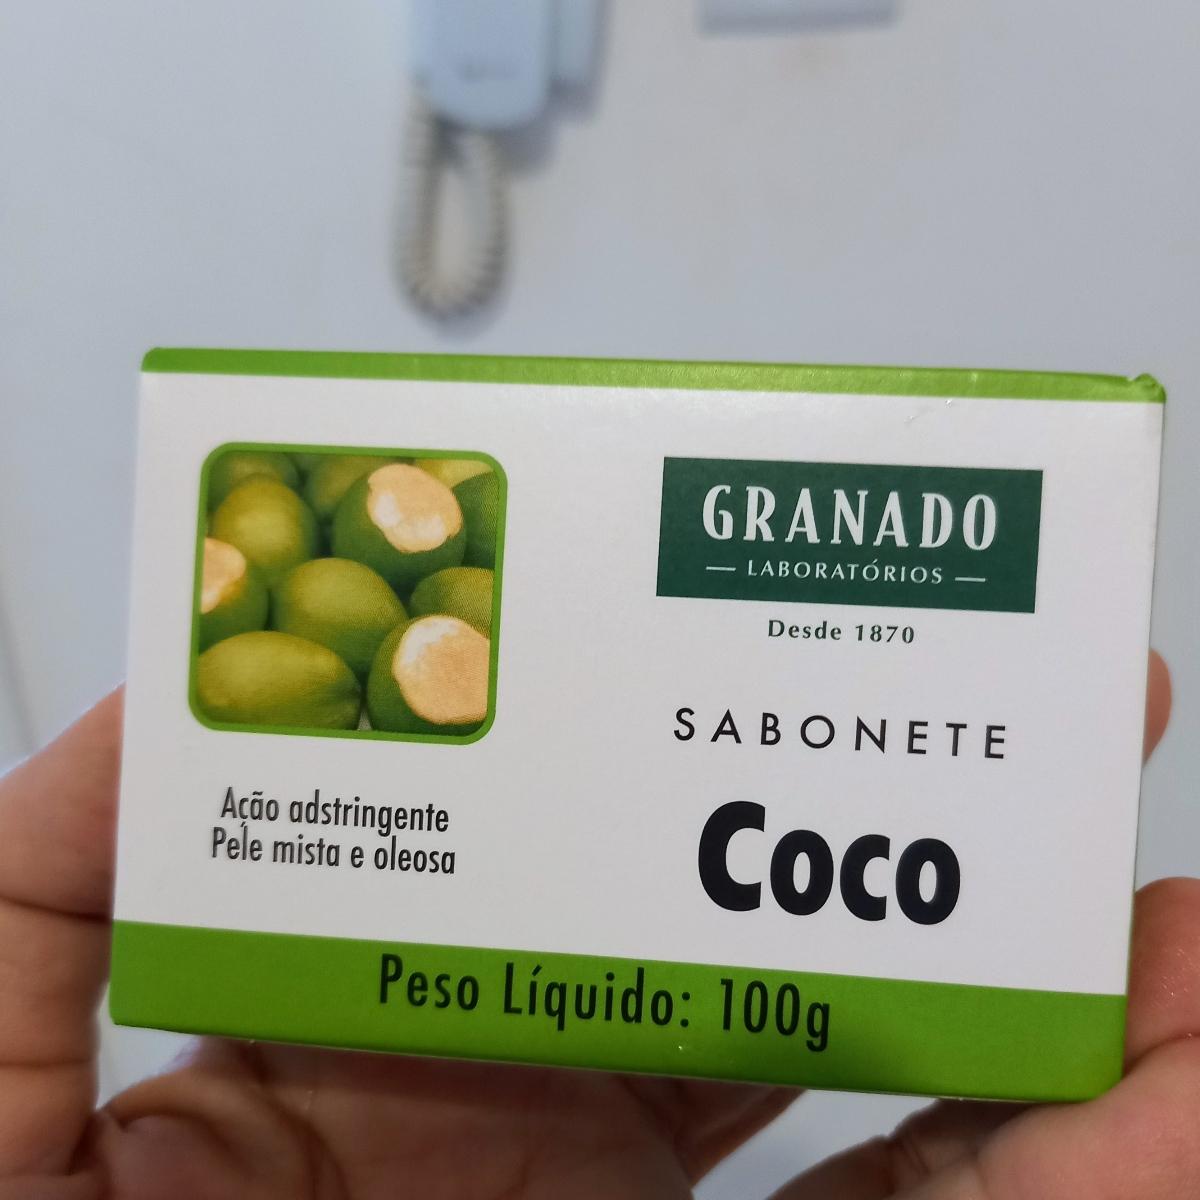 GRANADO
LABORATÓRIOS
Desde 1870
SABONETE
Coco
Ação adstringente
Pele mista e oleosa
Peso Líquido: 100g